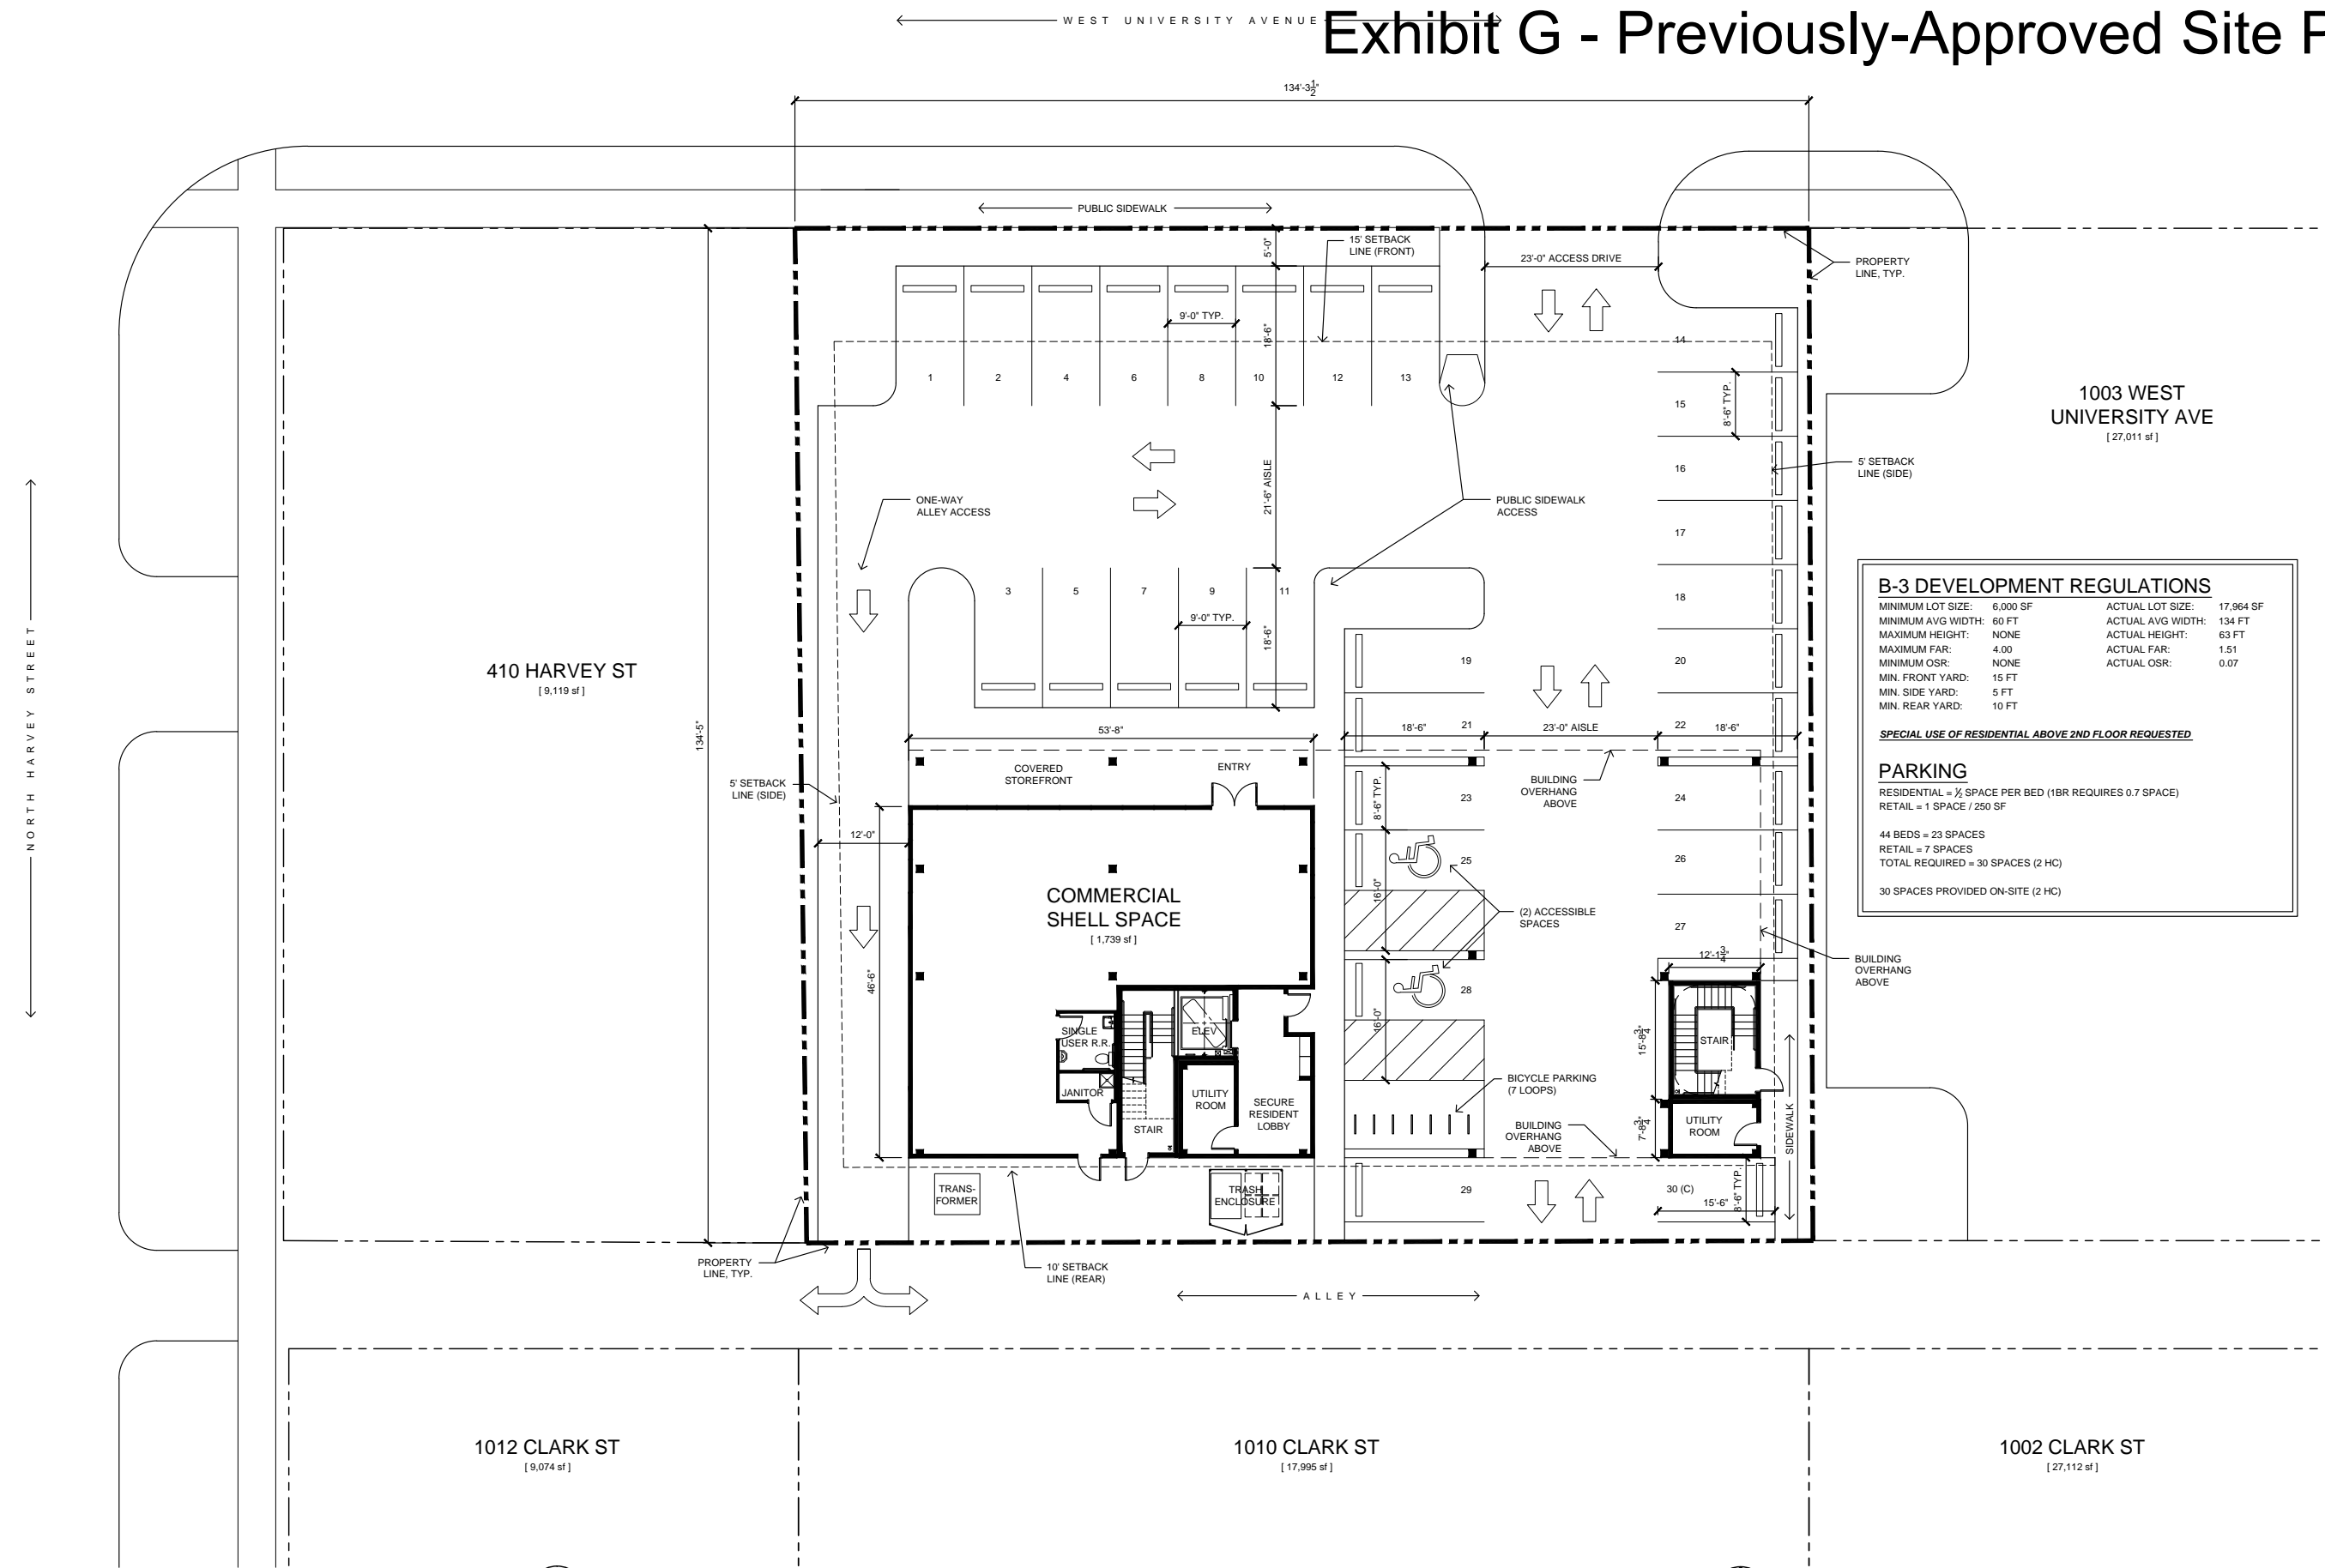 WEST UNIVERSITY AVENUE
Exhibit G - Previously-Approved Site P
134'-3 1/2"
PUBLIC SIDEWALK
5'-0"
15' SETBACK
LINE (FRONT)
23'-0" ACCESS DRIVE
PROPERTY
LINE, TYP.
9'-0" TYP.
18'-6"
14
1
2
4
6
8
10
12
13
8'-6" TYP.
15
1003 WEST
UNIVERSITY AVE
[ 27,011 sf ]
16
5' SETBACK
LINE (SIDE)
ONE-WAY
ALLEY ACCESS
21'-6" AISLE
PUBLIC SIDEWALK
ACCESS
17
3
5
7
9
11
18
9'-0" TYP.
18'-6"
NORTH HARVEY STREET
410 HARVEY ST
[ 9,119 sf ]
19
20
134'-5"
53'-8"
18'-6"
21
23'-0" AISLE
22
18'-6"
B-3 DEVELOPMENT REGULATIONS
MINIMUM LOT SIZE: 6,000 SF ACTUAL LOT SIZE: 17,964 SF
MINIMUM AVG WIDTH: 60 FT ACTUAL AVG WIDTH: 134 FT
MAXIMUM HEIGHT: NONE ACTUAL HEIGHT: 63 FT
MAXIMUM FAR: 4.00 ACTUAL FAR: 1.51
MINIMUM OSR: NONE ACTUAL OSR: 0.07
MIN. FRONT YARD: 15 FT
MIN. SIDE YARD: 5 FT
MIN. REAR YARD: 10 FT
SPECIAL USE OF RESIDENTIAL ABOVE 2ND FLOOR REQUESTED
PARKING
RESIDENTIAL = ½ SPACE PER BED (1BR REQUIRES 0.7 SPACE)
RETAIL = 1 SPACE / 250 SF
44 BEDS = 23 SPACES
RETAIL = 7 SPACES
TOTAL REQUIRED = 30 SPACES (2 HC)
30 SPACES PROVIDED ON-SITE (2 HC)
COVERED
STOREFRONT
ENTRY
5' SETBACK
LINE (SIDE)
BUILDING
OVERHANG
ABOVE
8'-6" TYP.
23
24
12'-0"
25
26
16'-0"
COMMERCIAL
SHELL SPACE
[ 1,739 sf ]
(2) ACCESSIBLE
SPACES
27
12'-1 3/4"
BUILDING
OVERHANG
ABOVE
46'-6"
28
16'-0"
SINGLE
USER R.R.
ELEV
STAIR
15'-8 3/4"
JANITOR
UTILITY
ROOM
SECURE
RESIDENT
LOBBY
BICYCLE PARKING
(7 LOOPS)
STAIR
BUILDING
OVERHANG
ABOVE
7'-8 3/4"
UTILITY
ROOM
SIDEWALK
TRANS-
FORMER
TRASH
ENCLOSURE
29
30 (C)
15'-6"
8'-6" TYP.
PROPERTY
LINE, TYP.
10' SETBACK
LINE (REAR)
ALLEY
1012 CLARK ST
[ 9,074 sf ]
1010 CLARK ST
[ 17,995 sf ]
1002 CLARK ST
[ 27,112 sf ]